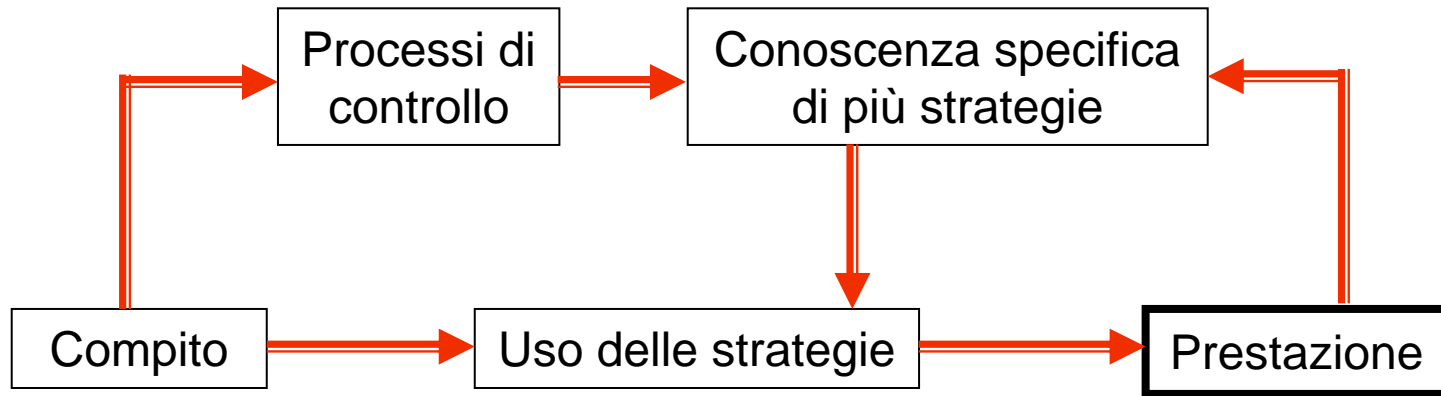 Processi di
controllo
Conoscenza specifica
di più strategie
Compito
Uso delle strategie
Prestazione